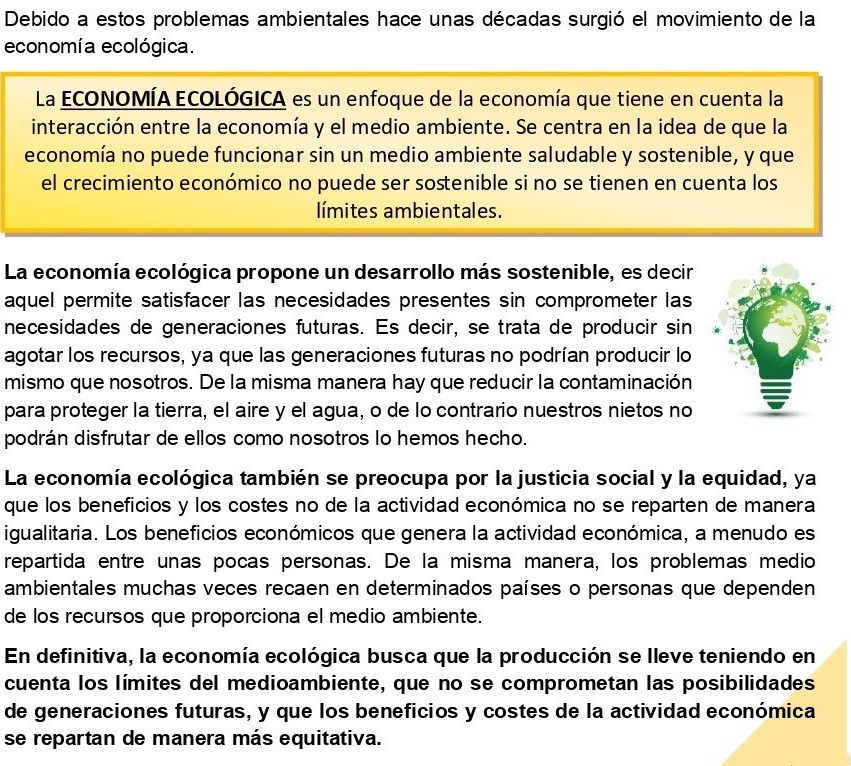 Debido a estos problemas ambientales hace unas décadas surgió el movimiento de la
economía ecológica.
La ECONOMÍA ECOLÓGICA es un enfoque de la economía que tiene en cuenta la
interacción entre la economía y el medio ambiente. Se centra en la idea de que la
economía no puede funcionar sin un medio ambiente saludable y sostenible, y que
el crecimiento económico no puede ser sostenible si no se tienen en cuenta los
límites ambientales.
La economía ecológica propone un desarrollo más sostenible, es decir
aquel permite satisfacer las necesidades presentes sin comprometer las
necesidades de generaciones futuras. Es decir, se trata de producir sin
agotar los recursos, ya que las generaciones futuras no podrían producir lo
mismo que nosotros. De la misma manera hay que reducir la contaminación
para proteger la tierra, el aire y el agua, o de lo contrario nuestros nietos no
podrán disfrutar de ellos como nosotros lo hemos hecho.
La economía ecológica también se preocupa por la justicia social y la equidad, ya
que los beneficios y los costes no de la actividad económica no se reparten de manera
igualitaria. Los beneficios económicos que genera la actividad económica, a menudo es
repartida entre unas pocas personas. De la misma manera, los problemas medio
ambientales muchas veces recaen en determinados países o personas que dependen
de los recursos que proporciona el medio ambiente.
En definitiva, la economía ecológica busca que la producción se lleve teniendo en
cuenta los límites del medioambiente, que no se comprometan las posibilidades
de generaciones futuras, y que los beneficios y costes de la actividad económica
se repartan de manera más equitativa.